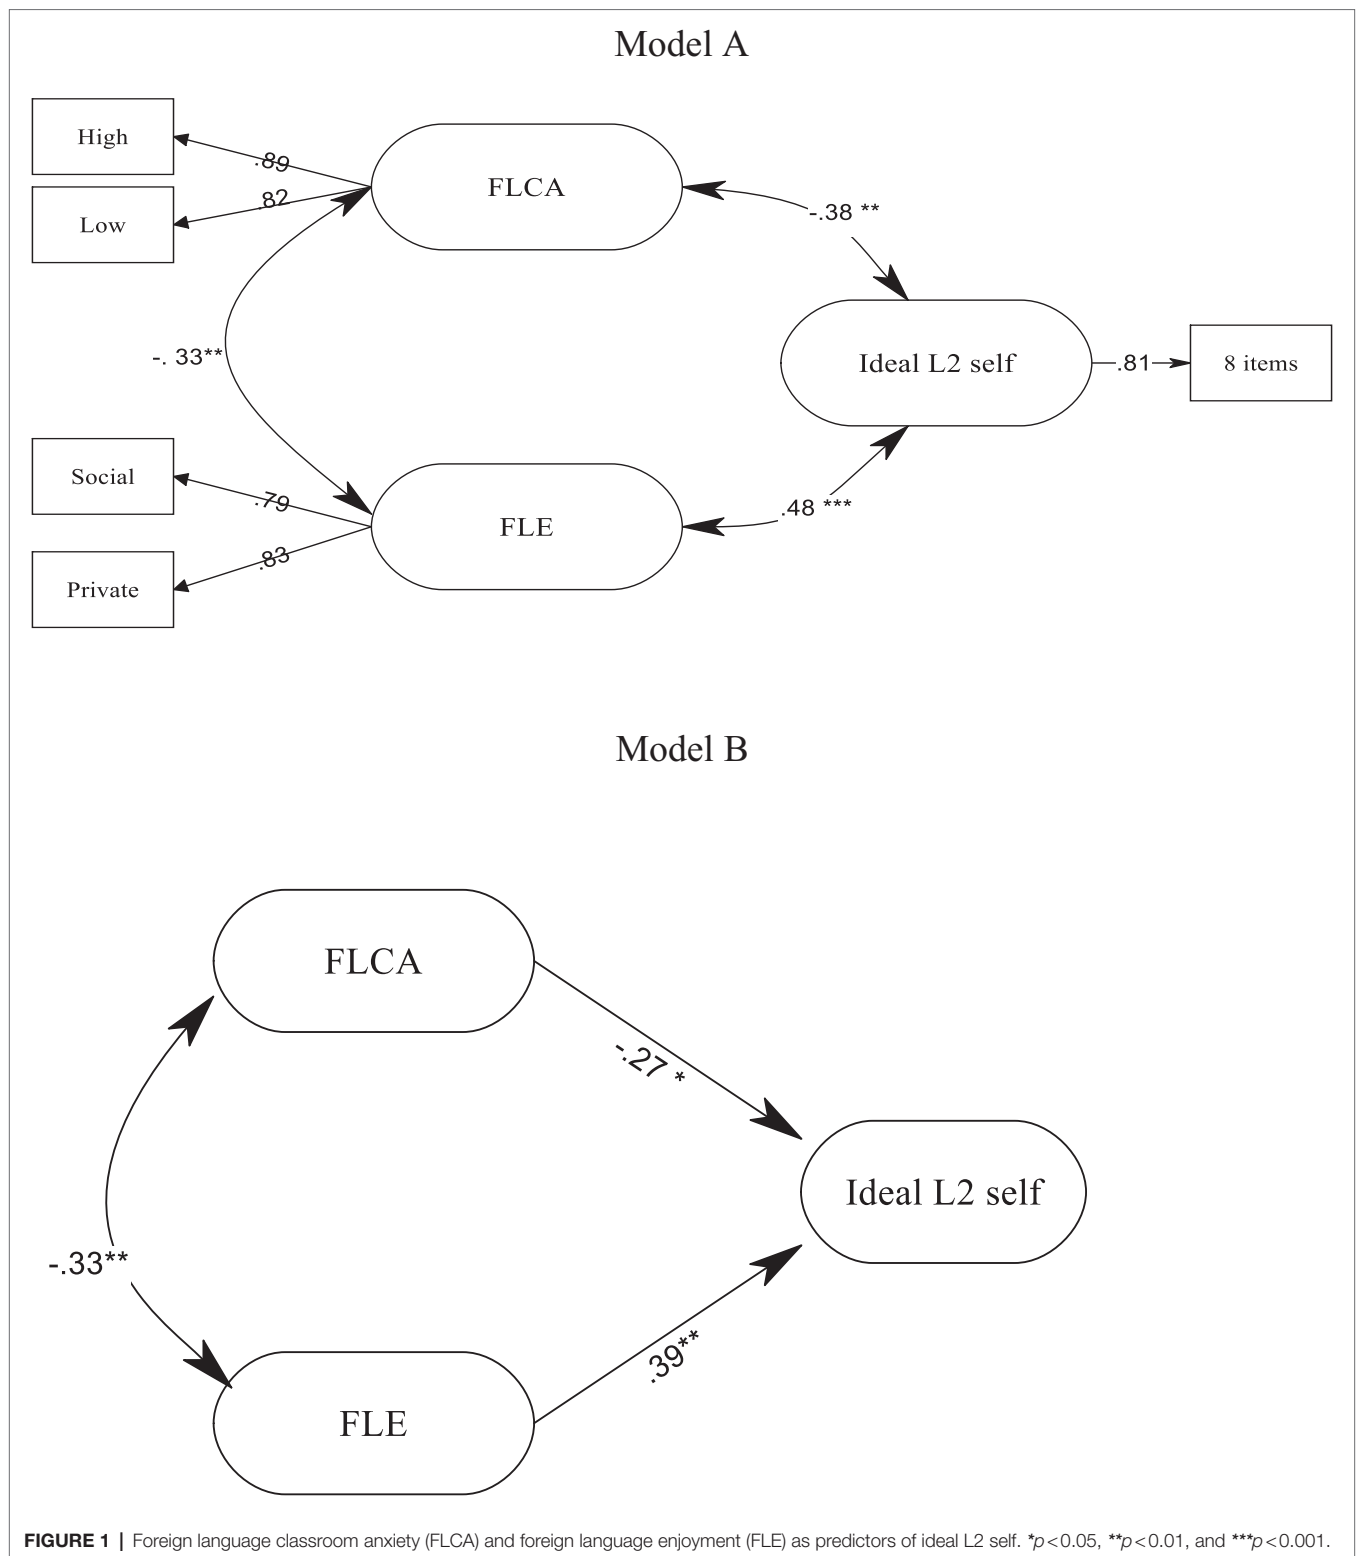 Model A
High
.89
FLCA
Low
.82
-.38 **
-. 33**
Ideal L2 self
.81
8 items
Social
.79
FLE
.48 ***
Private
.83
Model B
FLCA
-.27 *
Ideal L2 self
-.33**
.39**
FLE
FIGURE 1 | Foreign language classroom anxiety (FLCA) and foreign language enjoyment (FLE) as predictors of ideal L2 self. *p<0.05, **p<0.01, and ***p<0.001.